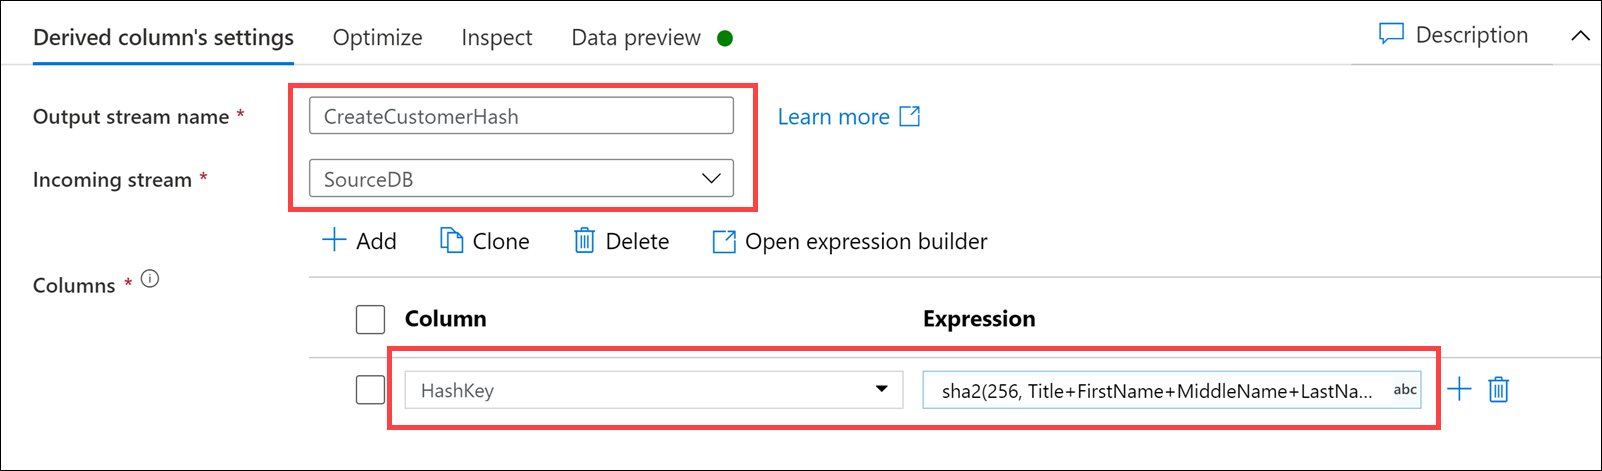 Derived column's settings Optimize Inspect Data preview Description
Output stream name * CreateCustomerHash Learn more
Incoming stream * SourceDB
Add Clone Delete Open expression builder
Columns *
Column Expression
HashKey sha2(256, Title+FirstName+MiddleName+LastNa... abc